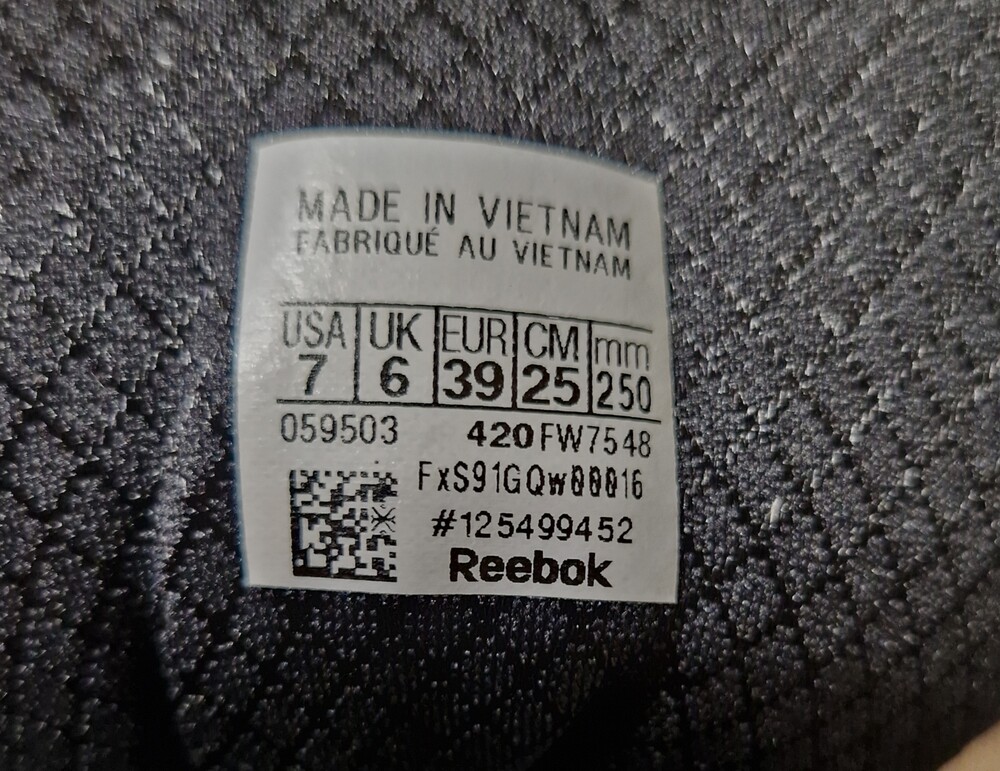 MADE IN VIETNAM
FABRIQUÉ AU VIETNAM
USA UK EUR CM mm
7 6 39 25 250
059503 420 FW7548
FxS91GQw00016
#125499452
Reebok